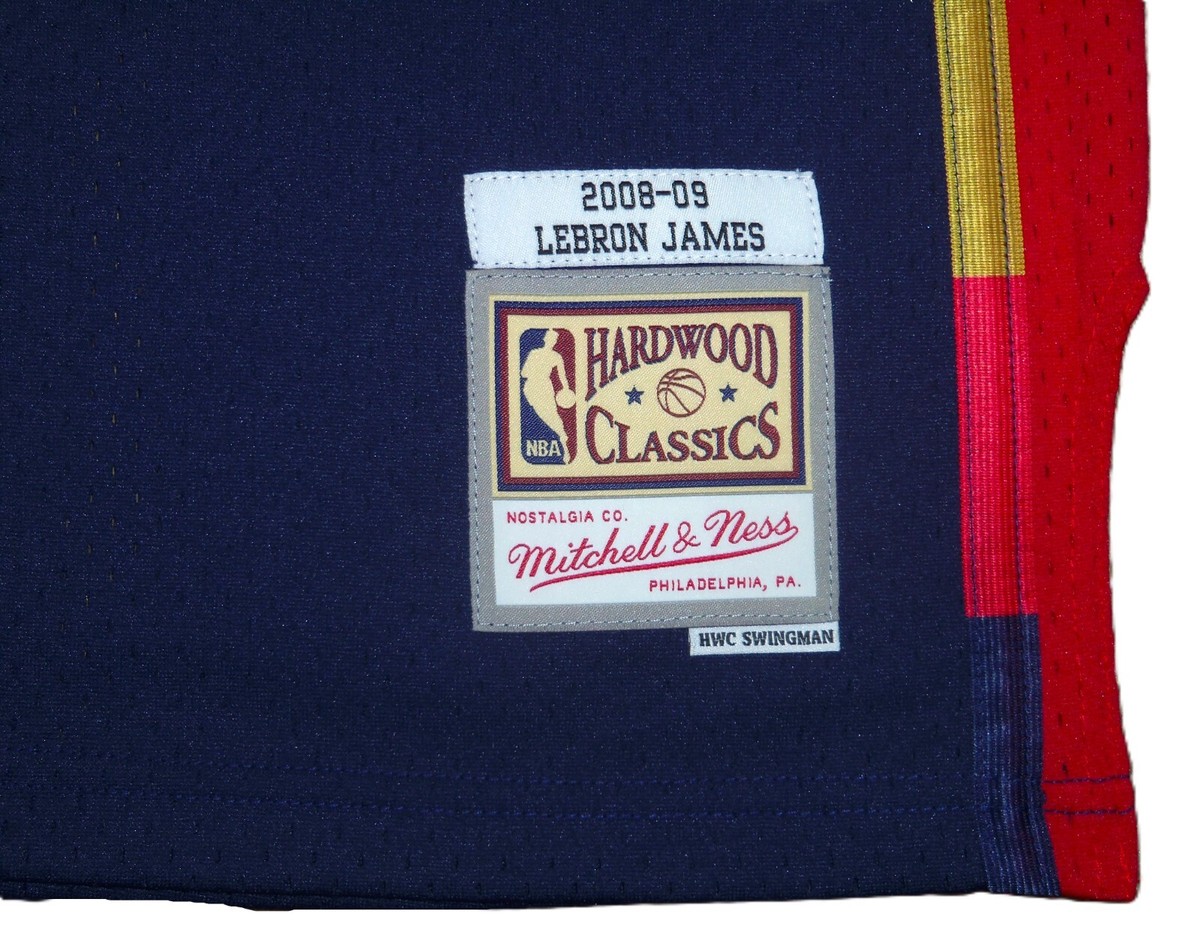 2008-09
LEBRON JAMES
HARDWOOD
CLASSICS
NBA
NOSTALGIA CO.
Mitchell & Ness
PHILADELPHIA, PA.
HWC SWINGMAN